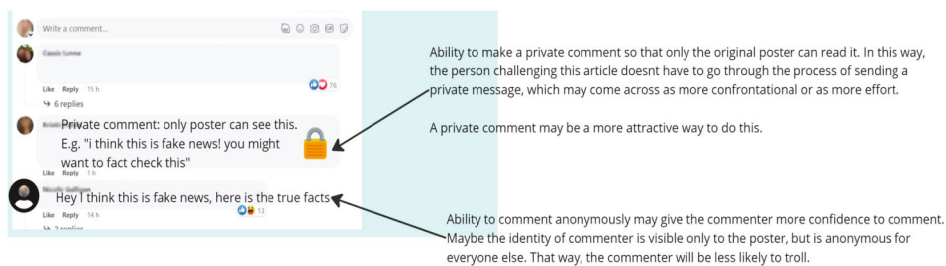 Write a comment...
Like Reply 15 h
76
6 replies
Private comment: only poster can see this.
E.g. "i think this is fake news! you might
want to fact check this"
Like Reply 1 h
Hey I think this is fake news, here is the true facts
Like Reply 14 h
13
Ability to make a private comment so that only the original poster can read it. In this way,
the person challenging this article doesnt have to go through the process of sending a
private message, which may come across as more confrontational or as more effort.
A private comment may be a more attractive way to do this.
Ability to comment anonymously may give the commenter more confidence to comment.
Maybe the identity of commenter is visible only to the poster, but is anonymous for
everyone else. That way, the commenter will be less likely to troll.